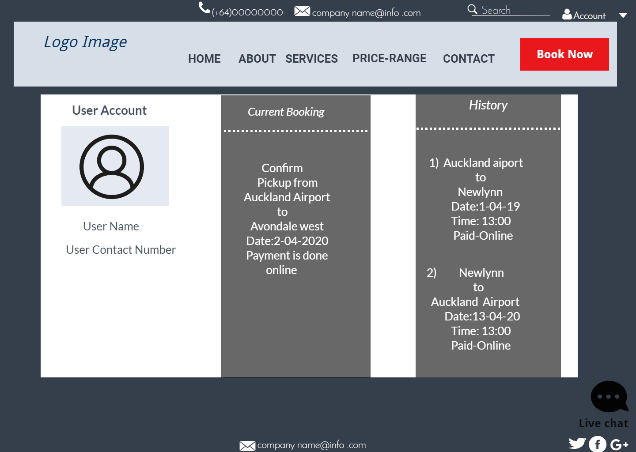 (+64)00000000 company name@info .com Search Account
Logo Image
HOME ABOUT SERVICES PRICE-RANGE CONTACT Book Now
User Account
User Name
User Contact Number
Current Booking
Confirm
Pickup from
Auckland Airport
to
Avondale west
Date:2-04-2020
Payment is done
online
History
1) Auckland aiport
to
Newlynn
Date:1-04-19
Time: 13:00
Paid-Online
2) Newlynn
to
Auckland Airport
Date:13-04-20
Time: 13:00
Paid-Online
Live chat
company name@info .com
f G+